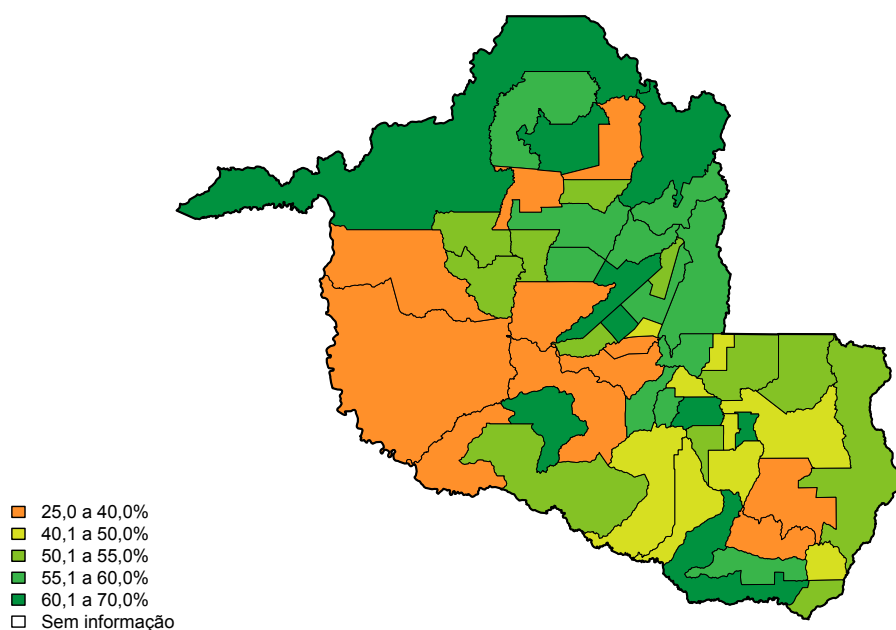 25,0 a 40,0%
40,1 a 50,0%
50,1 a 55,0%
55,1 a 60,0%
60,1 a 70,0%
Sem informação